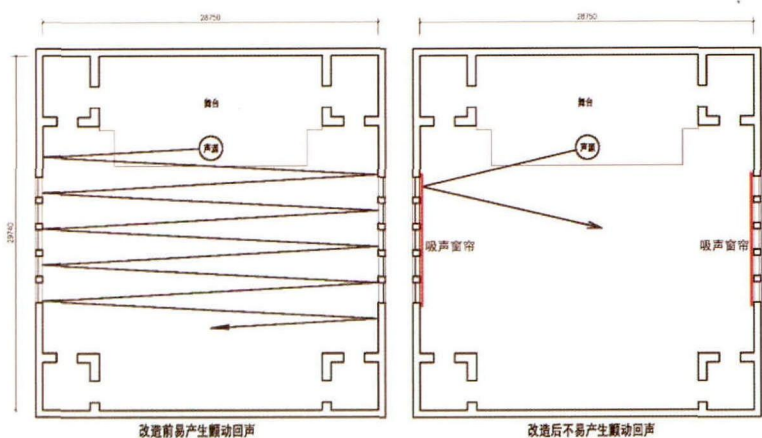 28750
28750
舞台
舞台
声源
声源
29740
吸声窗帘
吸声窗帘
改造前易产生颤动回声
改造后不易产生颤动回声